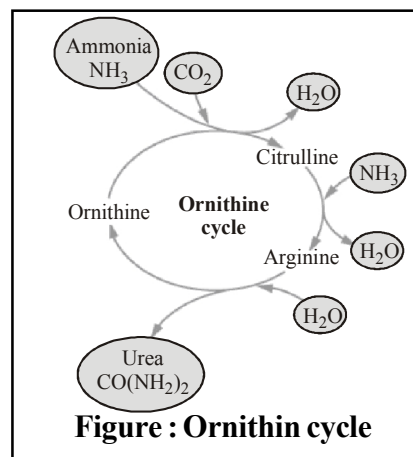 Ammonia
NH₃
CO₂
H₂O
Citrulline
NH₃
Ornithine
Ornithine
cycle
H₂O
Arginine
H₂O
Urea
CO(NH₂)₂
Figure : Ornithin cycle